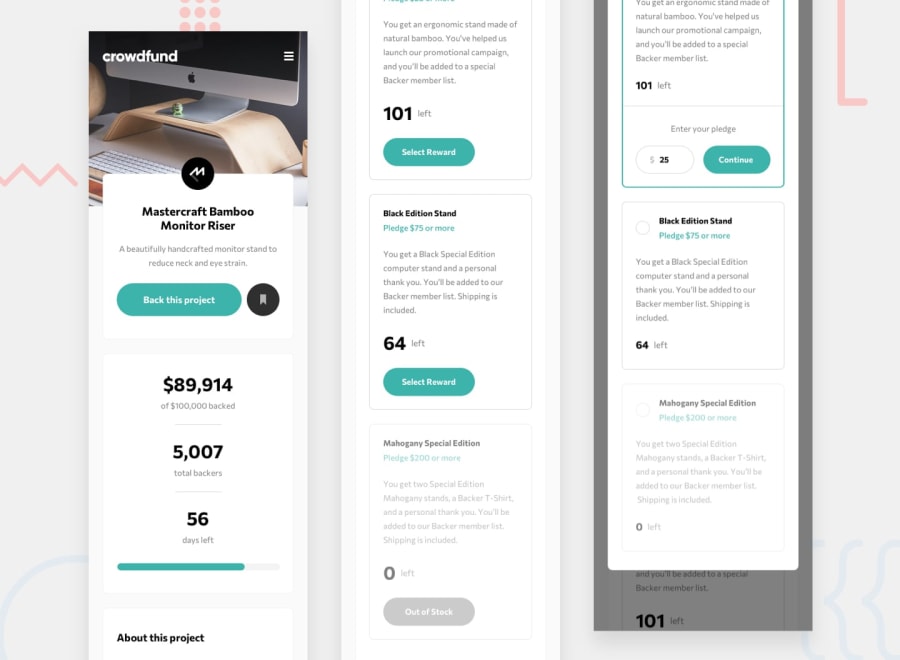 crowdfund
Mastercraft Bamboo
Monitor Riser
A beautifully handcrafted monitor stand to
reduce neck and eye strain.
Back this project
$89,914
of $100,000 backed
5,007
total backers
56
days left
About this project
You get an ergonomic stand made of
natural bamboo. You've helped us
launch our promotional campaign,
and you'll be added to a special
Backer member list.
101 left
Select Reward
Black Edition Stand
Pledge $75 or more
You get a Black Special Edition
computer stand and a personal
thank you. You'll be added to our
Backer member list. Shipping is
included.
64 left
Select Reward
Mahogany Special Edition
Pledge $200 or more
You get two Special Edition
Mahogany stands, a Backer T-Shirt,
and a personal thank you. You'll be
added to our Backer member list.
Shipping is included.
0 left
Out of Stock
You get an ergonomic stand made of
natural bamboo. You've helped us
launch our promotional campaign,
and you'll be added to a special
Backer member list.
101 left
Enter your pledge
$ 25
Continue
Black Edition Stand
Pledge $75 or more
You get a Black Special Edition
computer stand and a personal
thank you. You'll be added to our
Backer member list. Shipping is
included.
64 left
Mahogany Special Edition
Pledge $200 or more
You get two Special Edition
Mahogany stands, a Backer T-Shirt,
and a personal thank you. You'll be
added to our Backer member list.
Shipping is included.
0 left
and you'll be added to a special
Backer member list.
101 left